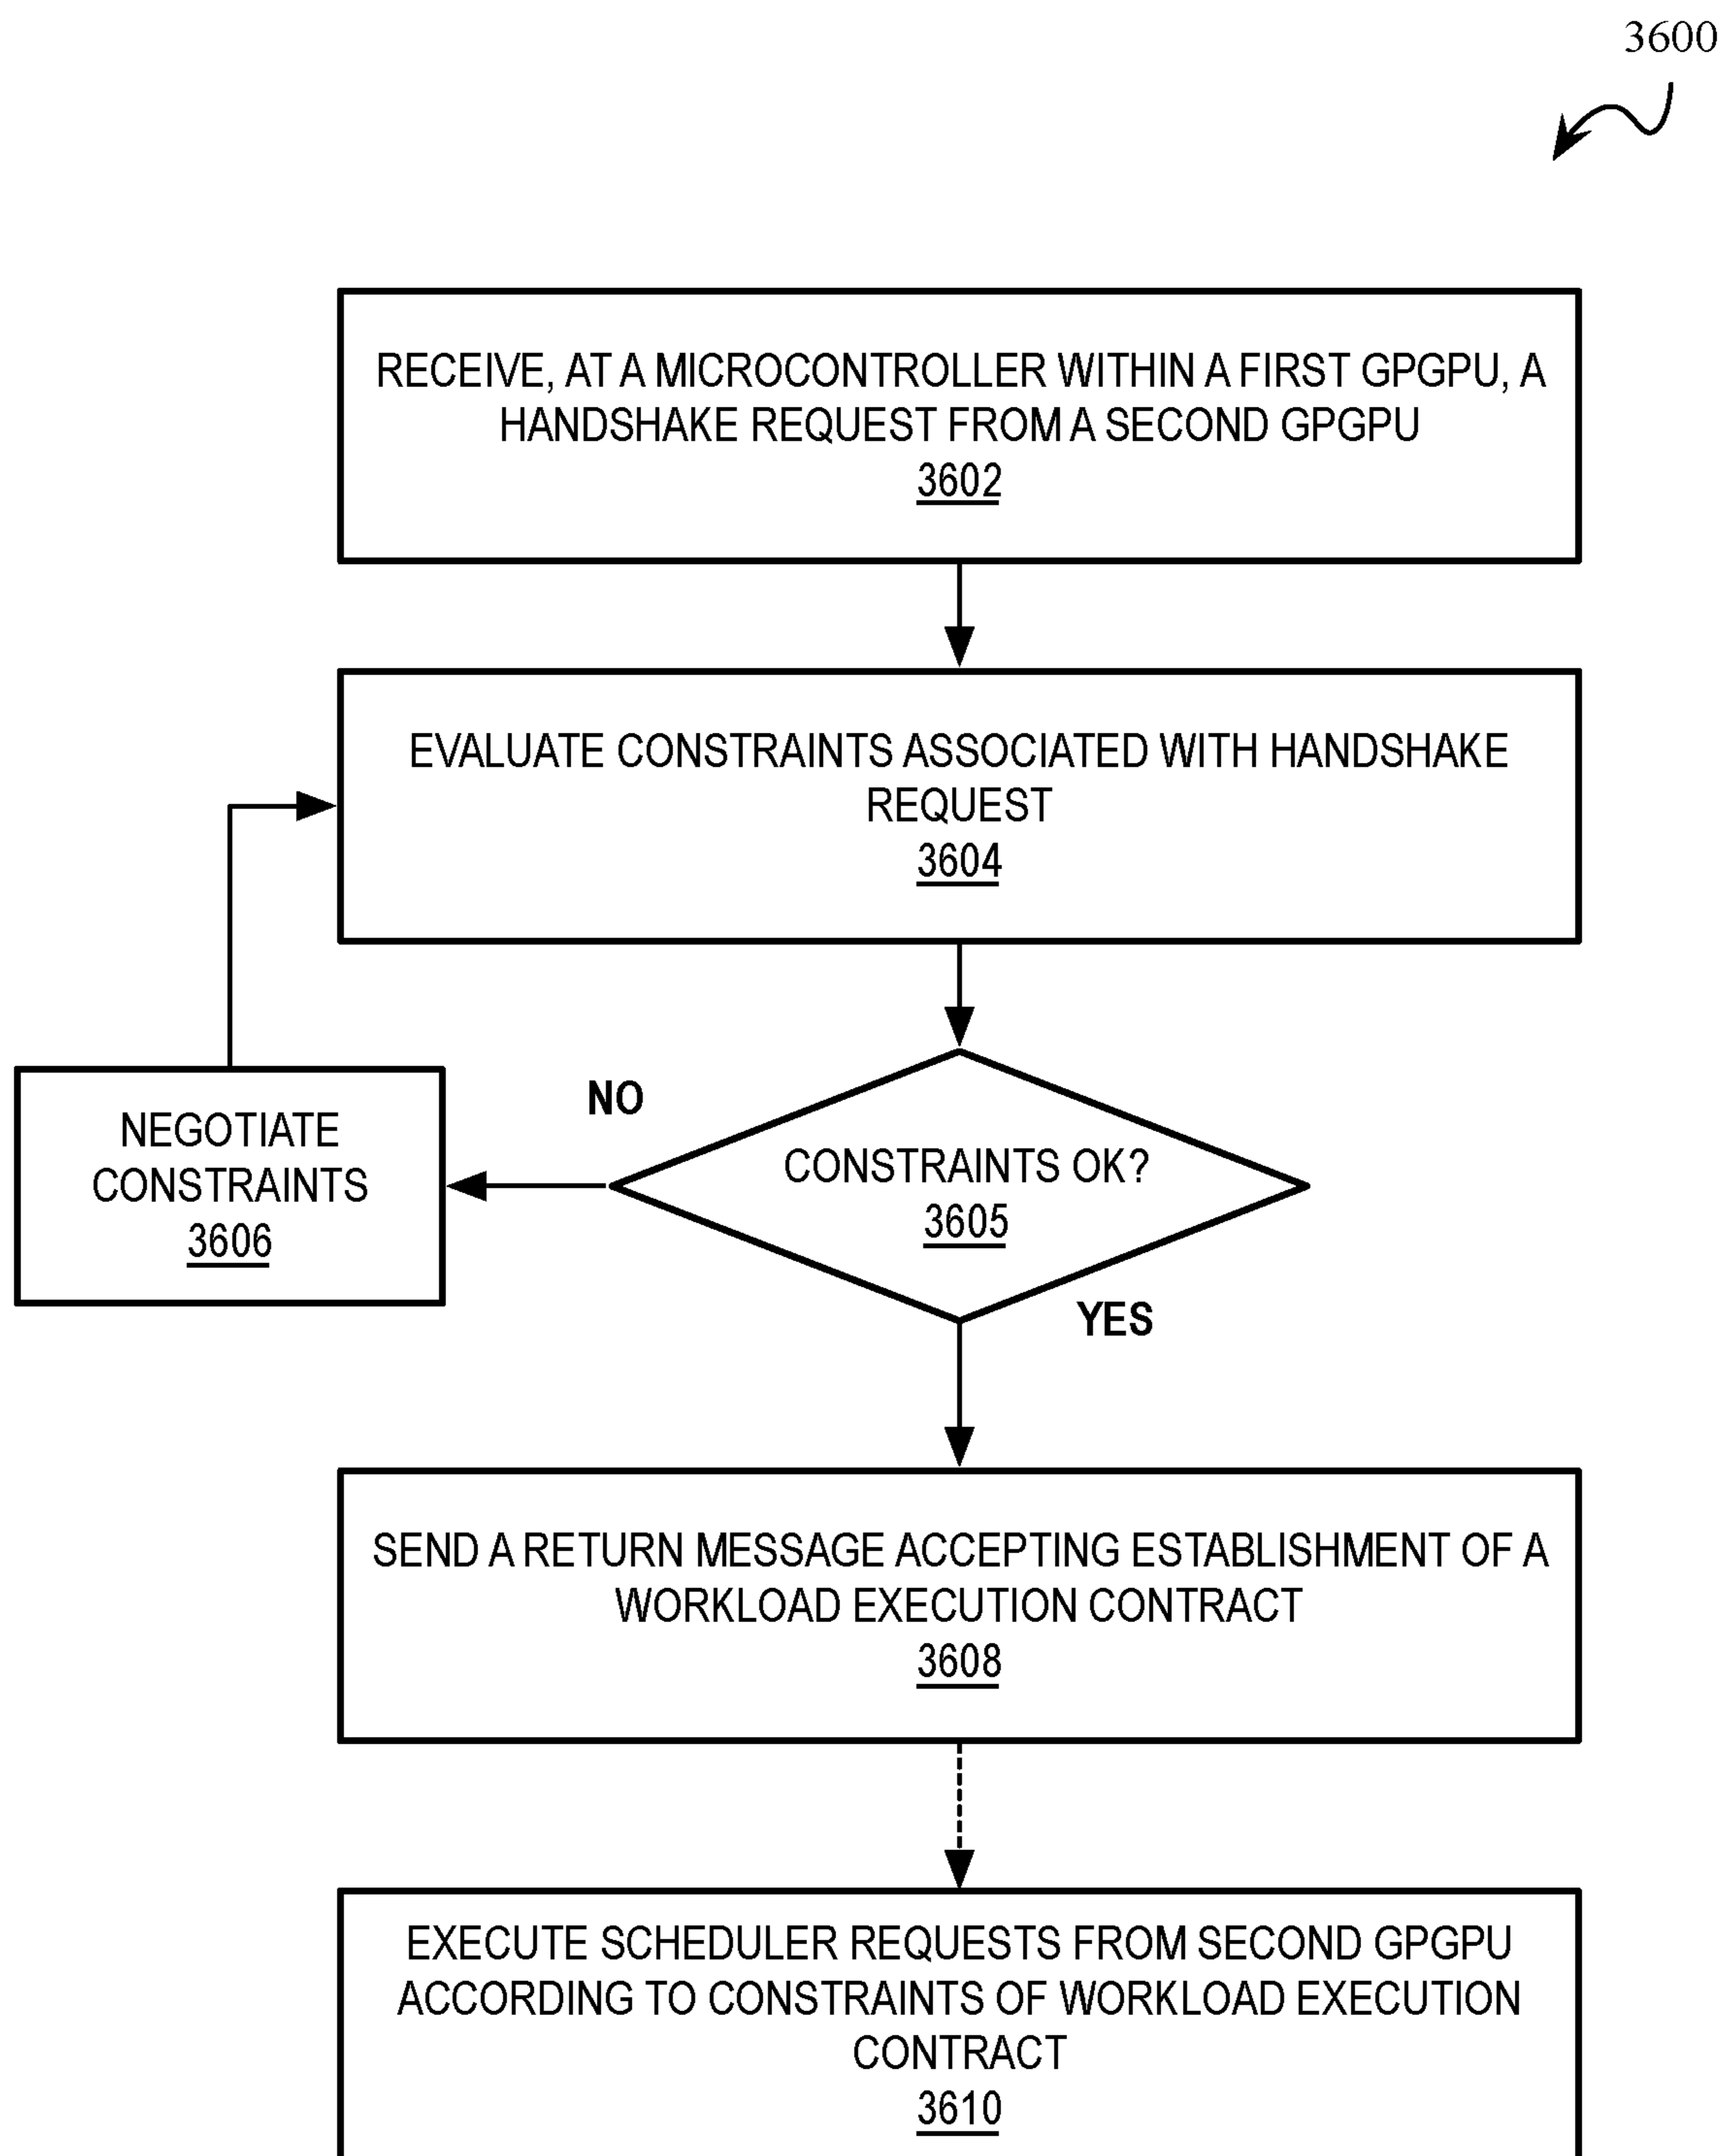 3600
RECEIVE, AT A MICROCONTROLLER WITHIN A FIRST GPGPU, A
HANDSHAKE REQUEST FROM A SECOND GPGPU
3602
EVALUATE CONSTRAINTS ASSOCIATED WITH HANDSHAKE
REQUEST
3604
NO
NEGOTIATE
CONSTRAINTS
3606
CONSTRAINTS OK?
3605
YES
SEND A RETURN MESSAGE ACCEPTING ESTABLISHMENT OF A
WORKLOAD EXECUTION CONTRACT
3608
EXECUTE SCHEDULER REQUESTS FROM SECOND GPGPU
ACCORDING TO CONSTRAINTS OF WORKLOAD EXECUTION
CONTRACT
3610